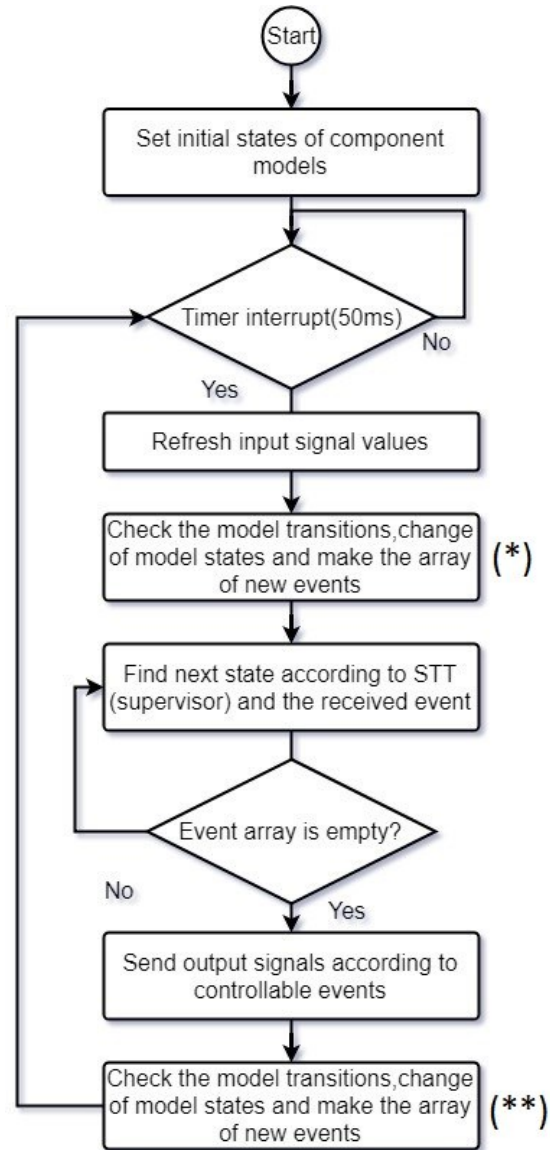 Start
Set initial states of component
models
Timer interrupt(50ms)
No
Yes
Refresh input signal values
Check the model transitions,change
of model states and make the array
of new events
(*)
Find next state according to STT
(supervisor) and the received event
Event array is empty?
No
Yes
Send output signals according to
controllable events
Check the model transitions,change
of model states and make the array
of new events
(**)